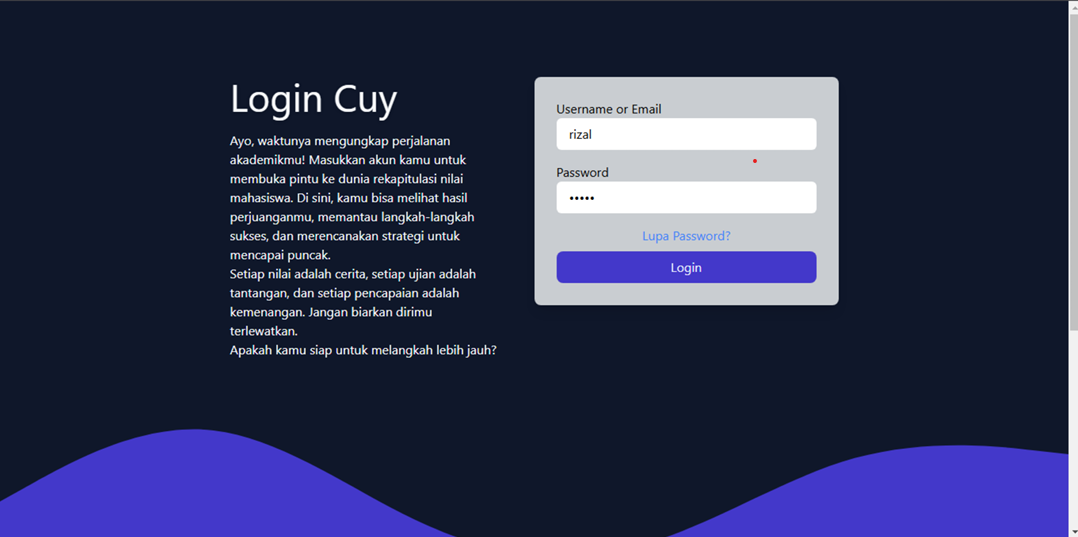 Login Cuy
Ayo, waktunya mengungkap perjalanan
akademikmu! Masukkan akun kamu untuk
membuka pintu ke dunia rekapitulasi nilai
mahasiswa. Di sini, kamu bisa melihat hasil
perjuanganmu, memantau langkah-langkah
sukses, dan merencanakan strategi untuk
mencapai puncak.
Setiap nilai adalah cerita, setiap ujian adalah
tantangan, dan setiap pencapaian adalah
kemenangan. Jangan biarkan dirimu
terlewatkan.
Apakah kamu siap untuk melangkah lebih jauh?
Username or Email
rizal
Password
•••••
Lupa Password?
Login